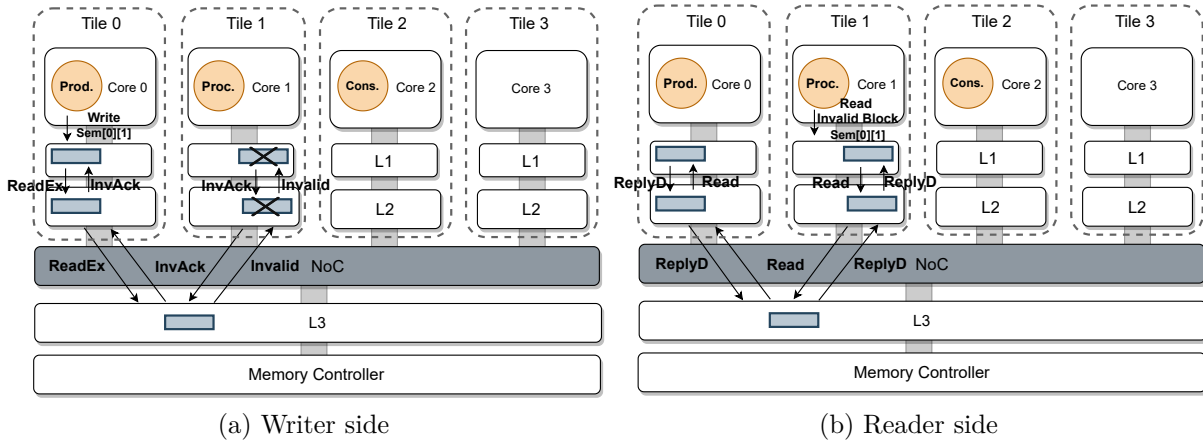 Tile 0 Tile 1 Tile 2 Tile 3
Prod. Core 0 Proc. Core 1 Cons. Core 2 Core 3
Write
Sem[0][1]
L1 L1
ReadEx InvAck InvAck Invalid
L2 L2
ReadEx InvAck Invalid NoC
L3
Memory Controller
(a) Writer side
Tile 0 Tile 1 Tile 2 Tile 3
Prod. Core 0 Proc. Core 1 Cons. Core 2 Core 3
Read
Invalid Block
Sem[0][1]
L1 L1
ReplyD Read Read ReplyD
L2 L2
ReplyD Read ReplyD NoC
L3
Memory Controller
(b) Reader side